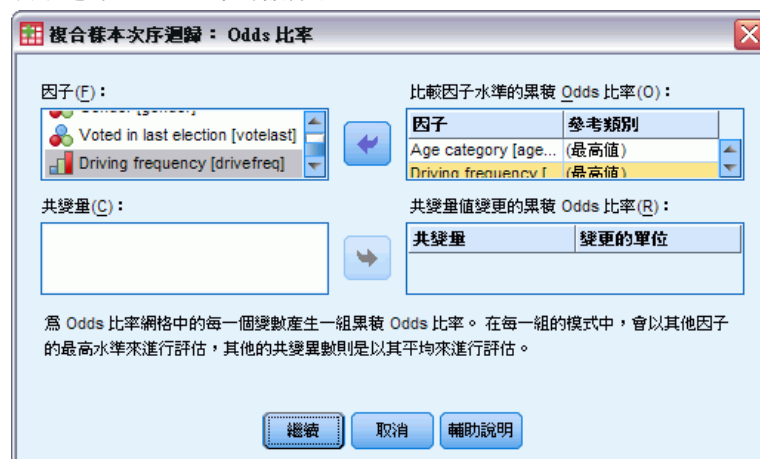 複合樣本次序迴歸： Odds 比率
因子(F)：
Voted in last election [votelast]
Driving frequency [drivefreq]
比較因子水準的累積 Odds 比率(O)：
因子 參考類別
Age category [age... (最高值)
Driving frequency [ (最高值)
共變量(C)：
共變量值變更的累積 Odds 比率(R)：
共變量 變更的單位
為 Odds 比率網格中的每一個變數產生一組累積 Odds 比率。 在每一組的模式中，會以其他因子
的最高水準來進行評估，其他的共變異數則是以其平均來進行評估。
繼續 取消 輔助說明